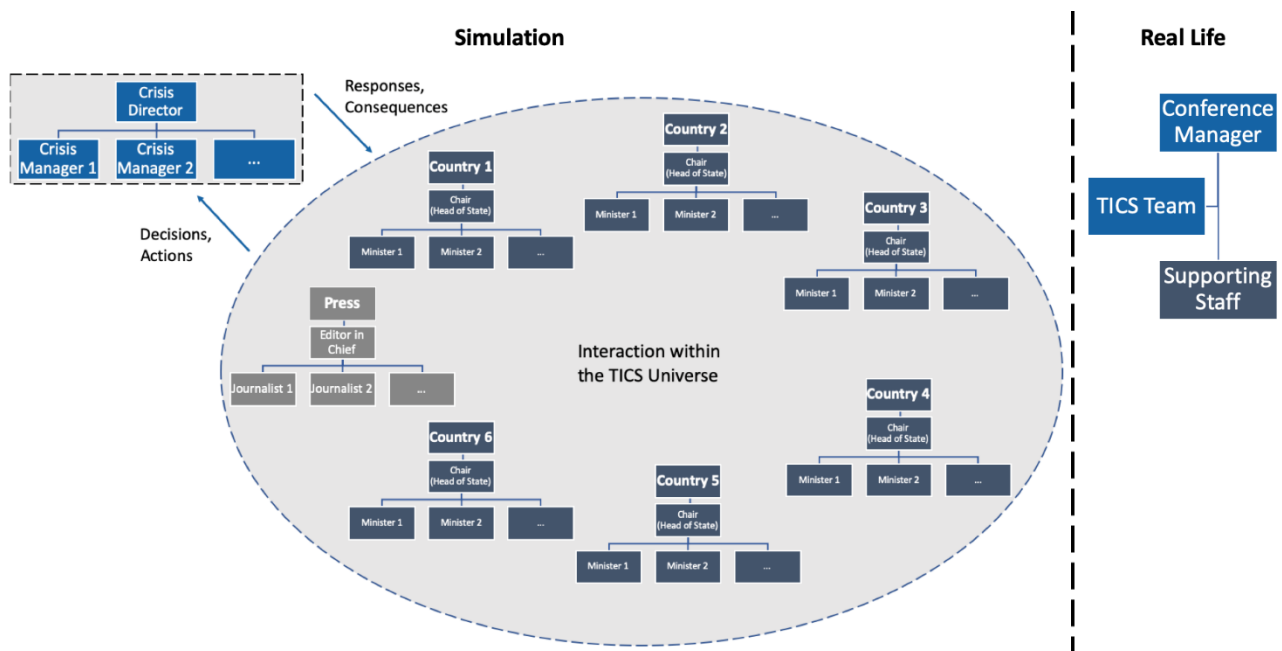 Simulation
Real Life
Crisis
Director
Crisis
Manager 1
Crisis
Manager 2
...
Responses,
Consequences
Decisions,
Actions
Country 1
Chair
(Head of State)
Minister 1
Minister 2
...
Country 2
Chair
(Head of State)
Minister 1
Minister 2
...
Country 3
Chair
(Head of State)
Minister 1
Minister 2
...
Press
Editor in
Chief
Journalist 1
Journalist 2
...
Interaction within
the TICS Universe
Country 4
Chair
(Head of State)
Minister 1
Minister 2
...
Country 6
Chair
(Head of State)
Minister 1
Minister 2
...
Country 5
Chair
(Head of State)
Minister 1
Minister 2
...
Conference
Manager
TICS Team
Supporting
Staff